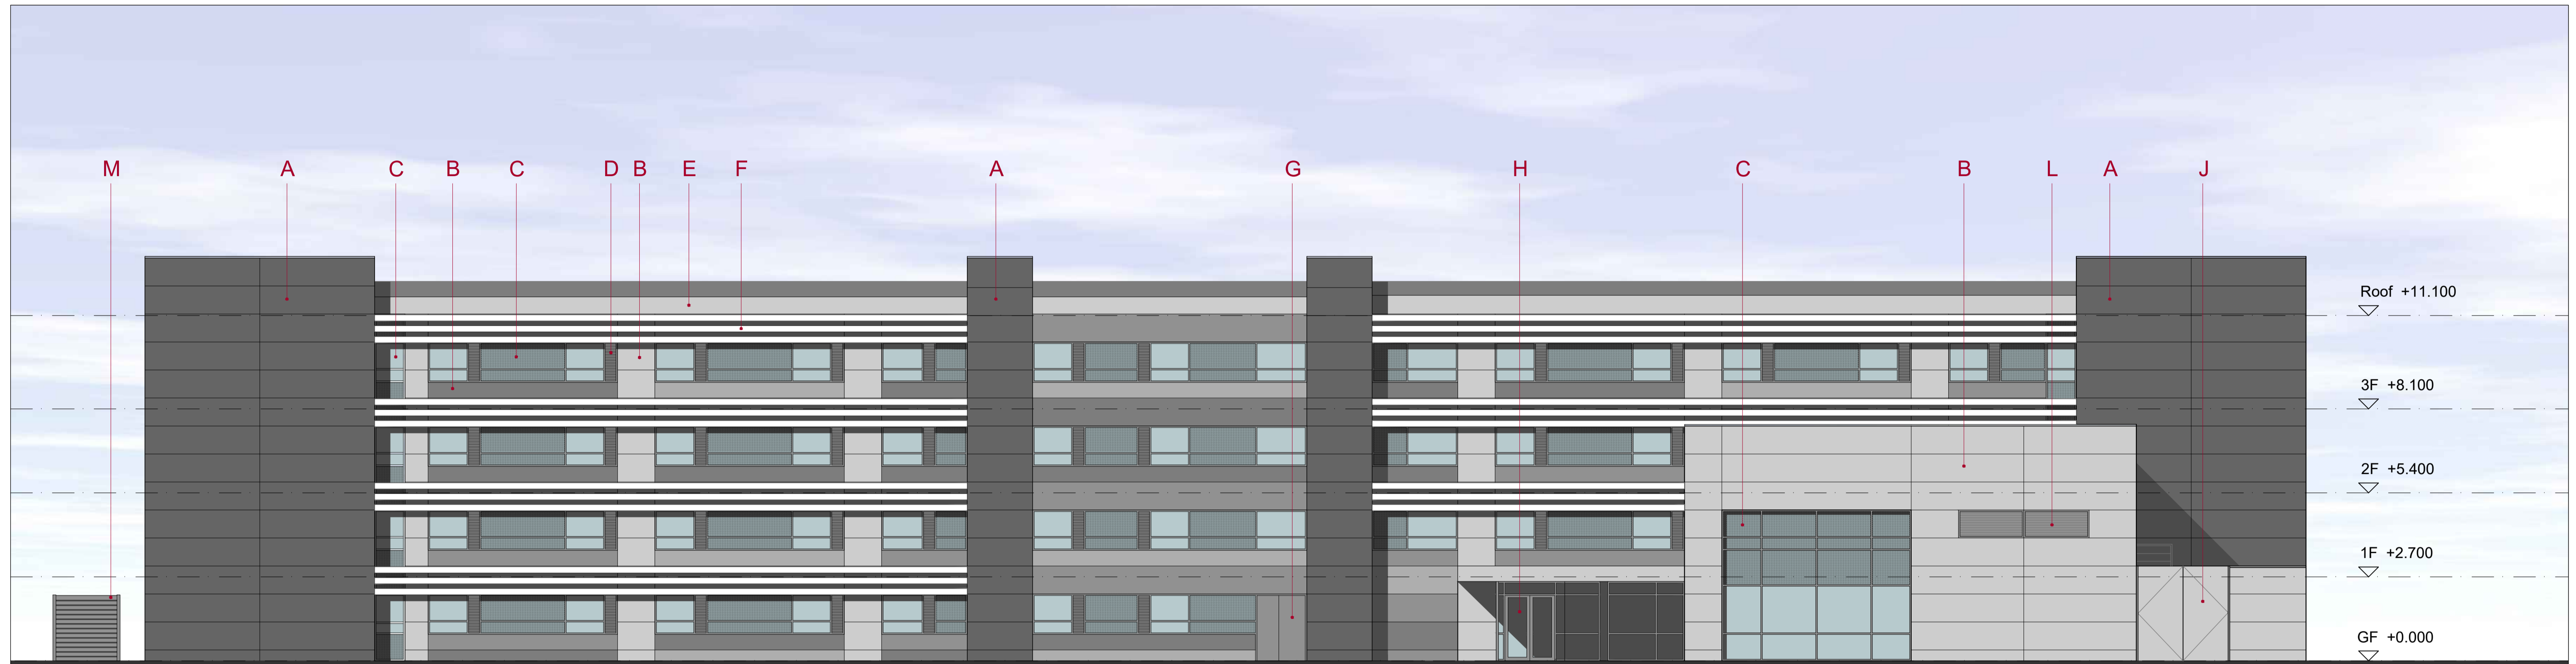 M A C B C D B E F A G H C B L A J
Roof +11.100
3F +8.100
2F +5.400
1F +2.700
GF +0.000